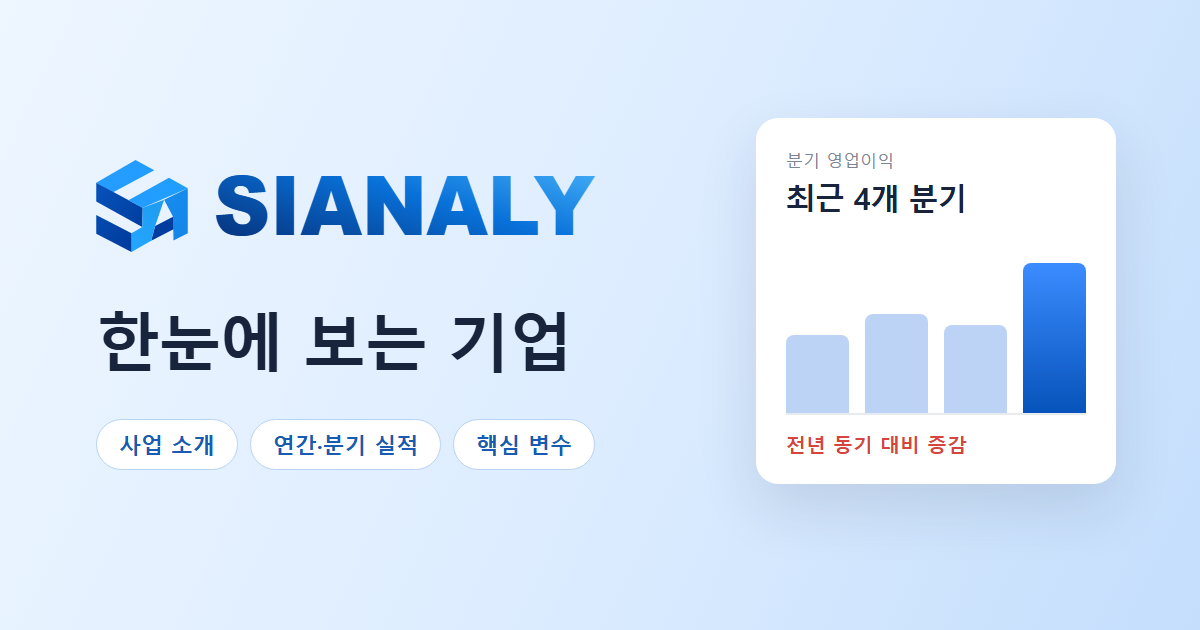 SIANALY
한눈에 보는 기업
사업 소개
연간·분기 실적
핵심 변수
분기 영업이익
최근 4개 분기
전년 동기 대비 증감